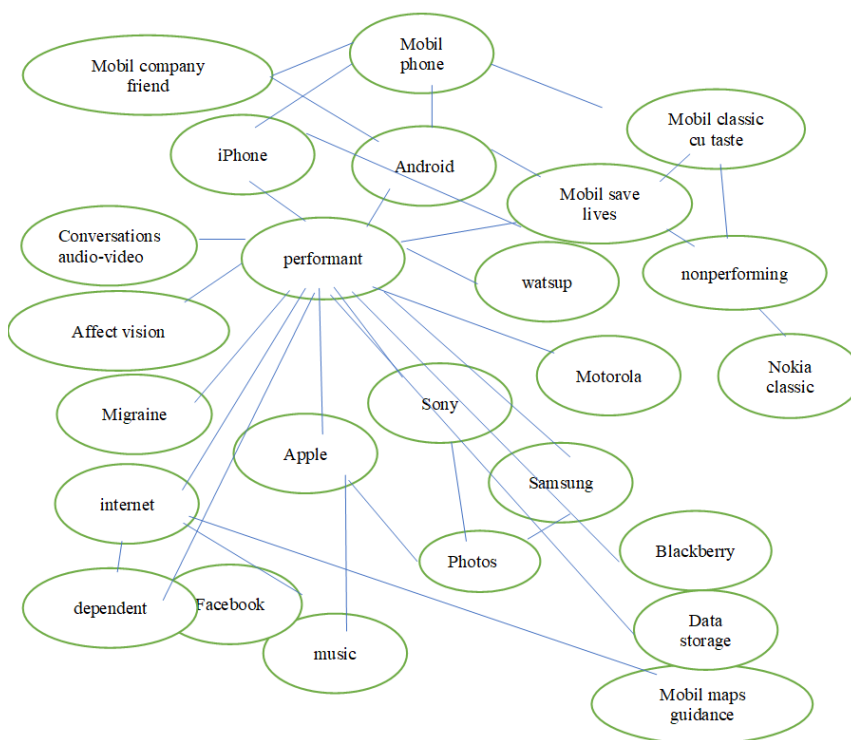 Mobil
phone
Mobil company
friend
Mobil classic
cu taste
iPhone
Android
Mobil save
lives
Conversations
audio-video
performant
watsup
nonperforming
Affect vision
Motorola
Nokia
classic
Migraine
Sony
Apple
Samsung
internet
Photos
Blackberry
dependent
Facebook
Data
storage
music
Mobil maps
guidance